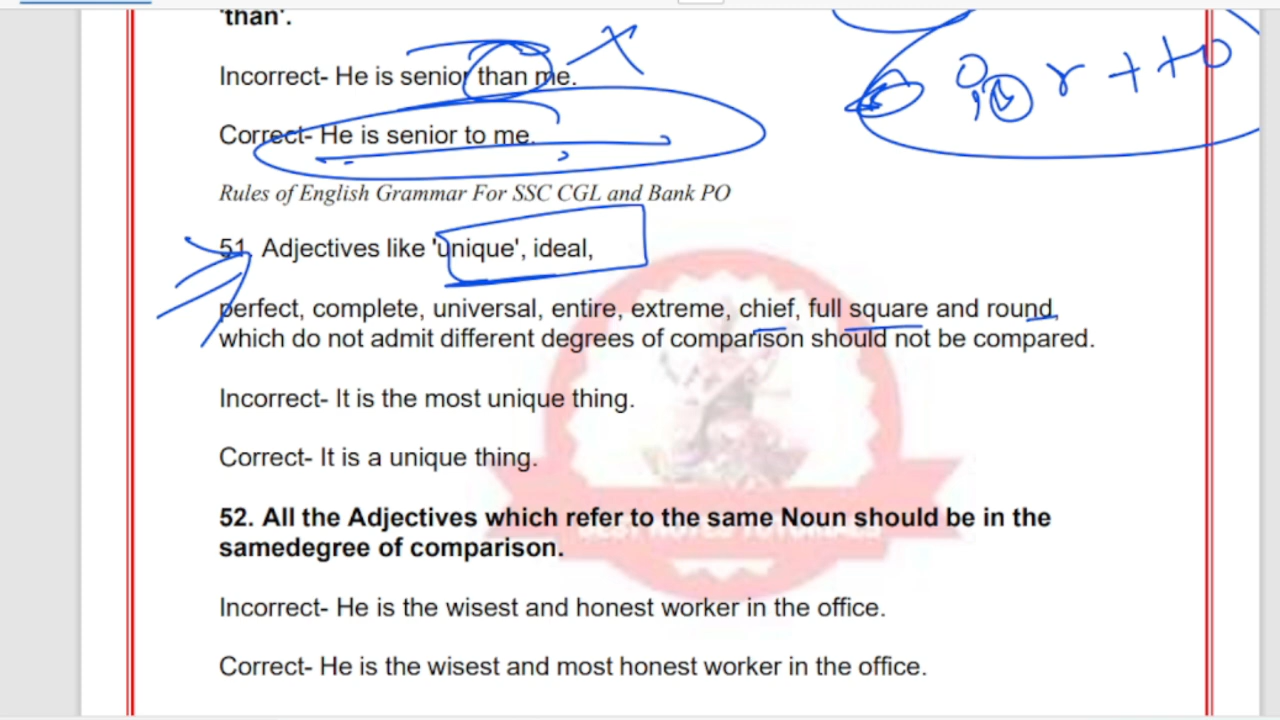 'than'.
Incorrect- He is senior than me.
Correct- He is senior to me.
Rules of English Grammar For SSC CGL and Bank PO
51. Adjectives like 'unique', ideal,
perfect, complete, universal, entire, extreme, chief, full square and round,
which do not admit different degrees of comparison should not be compared.
Incorrect- It is the most unique thing.
Correct- It is a unique thing.
52. All the Adjectives which refer to the same Noun should be in the
samedegree of comparison.
Incorrect- He is the wisest and honest worker in the office.
Correct- He is the wisest and most honest worker in the office.